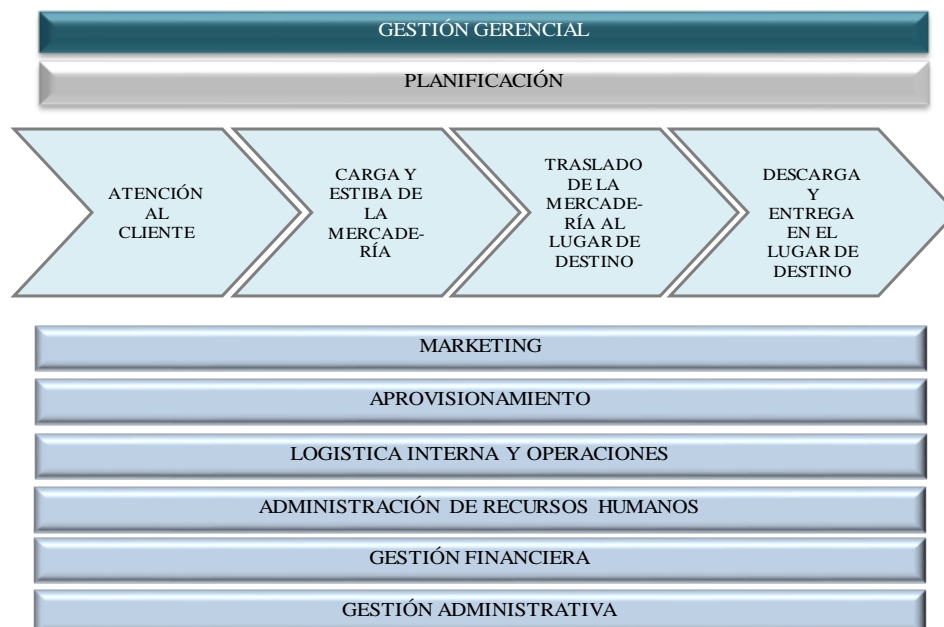 GESTIÓN GERENCIAL
PLANIFICACIÓN
ATENCIÓN
AL
CLIENTE
CARGA Y
ESTIBA DE
LA
MERCADE-
RÍA
TRASLADO
DE LA
MERCADE-
RÍA AL
LUGAR DE
DESTINO
DESCARGA
Y
ENTREGA
EN EL
LUGAR DE
DESTINO
MARKETING
APROVISIONAMIENTO
LOGISTICA INTERNA Y OPERACIONES
ADMINISTRACIÓN DE RECURSOS HUMANOS
GESTIÓN FINANCIERA
GESTIÓN ADMINISTRATIVA